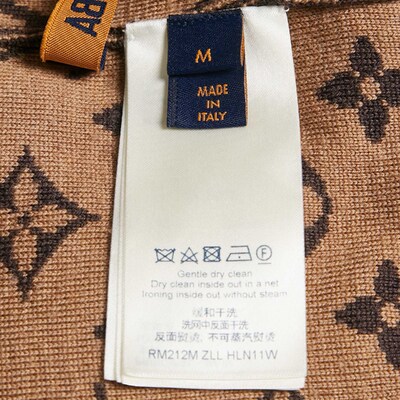 AB
M
MADE
IN
ITALY
Gentle dry clean
Dry clean inside out in a net
Ironing inside out without steam
缓和干洗
洗网中反面干洗
反面熨烫，不可蒸汽熨烫
RM212M ZLL HLN11W